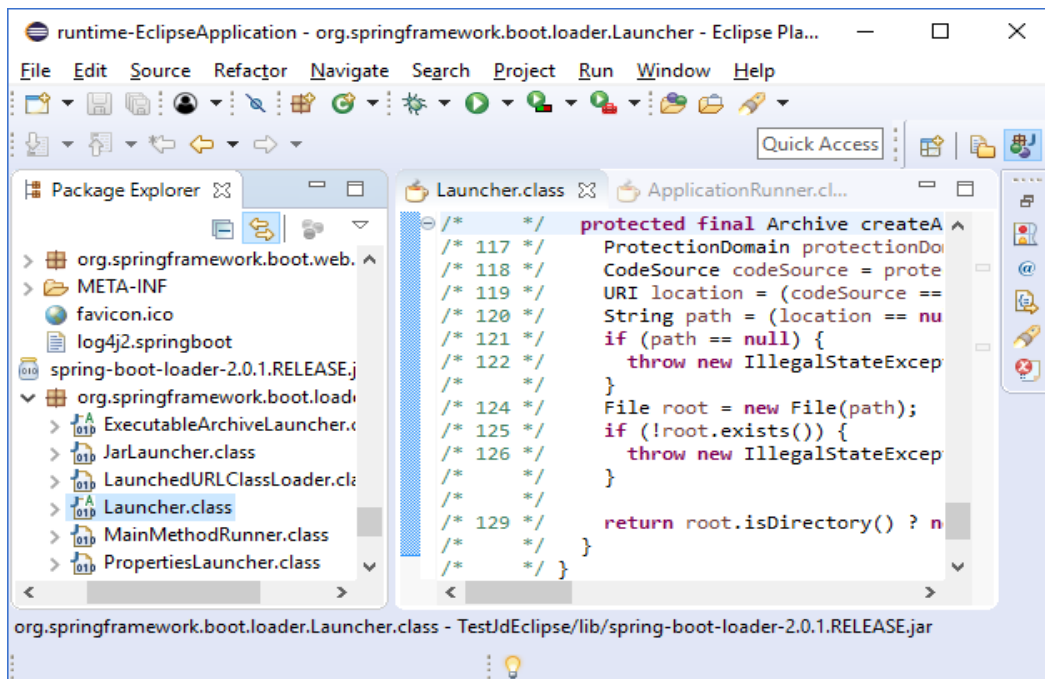 runtime-EclipseApplication - org.springframework.boot.loader.Launcher - Eclipse Pla...
File Edit Source Refactor Navigate Search Project Run Window Help
Quick Access
Package Explorer
org.springframework.boot.web.
META-INF
favicon.ico
log4j2.springboot
spring-boot-loader-2.0.1.RELEASE.j
org.springframework.boot.loade
ExecutableArchiveLauncher.c
JarLauncher.class
LaunchedURLClassLoader.cla
Launcher.class
MainMethodRunner.class
PropertiesLauncher.class
Launcher.class ApplicationRunner.cl...
/*     */   protected final Archive createA
/* 117 */     ProtectionDomain protectionDo
/* 118 */     CodeSource codeSource = prote
/* 119 */     URI location = (codeSource ==
/* 120 */     String path = (location == nu
/* 121 */     if (path == null) {
/* 122 */       throw new IllegalStateExcep
/*     */     }
/* 124 */     File root = new File(path);
/* 125 */     if (!root.exists()) {
/* 126 */       throw new IllegalStateExcep
/*     */     }
/*     */
/* 129 */     return root.isDirectory() ? n
/*     */   }
/*     */ }
org.springframework.boot.loader.Launcher.class - TestJdEclipse/lib/spring-boot-loader-2.0.1.RELEASE.jar